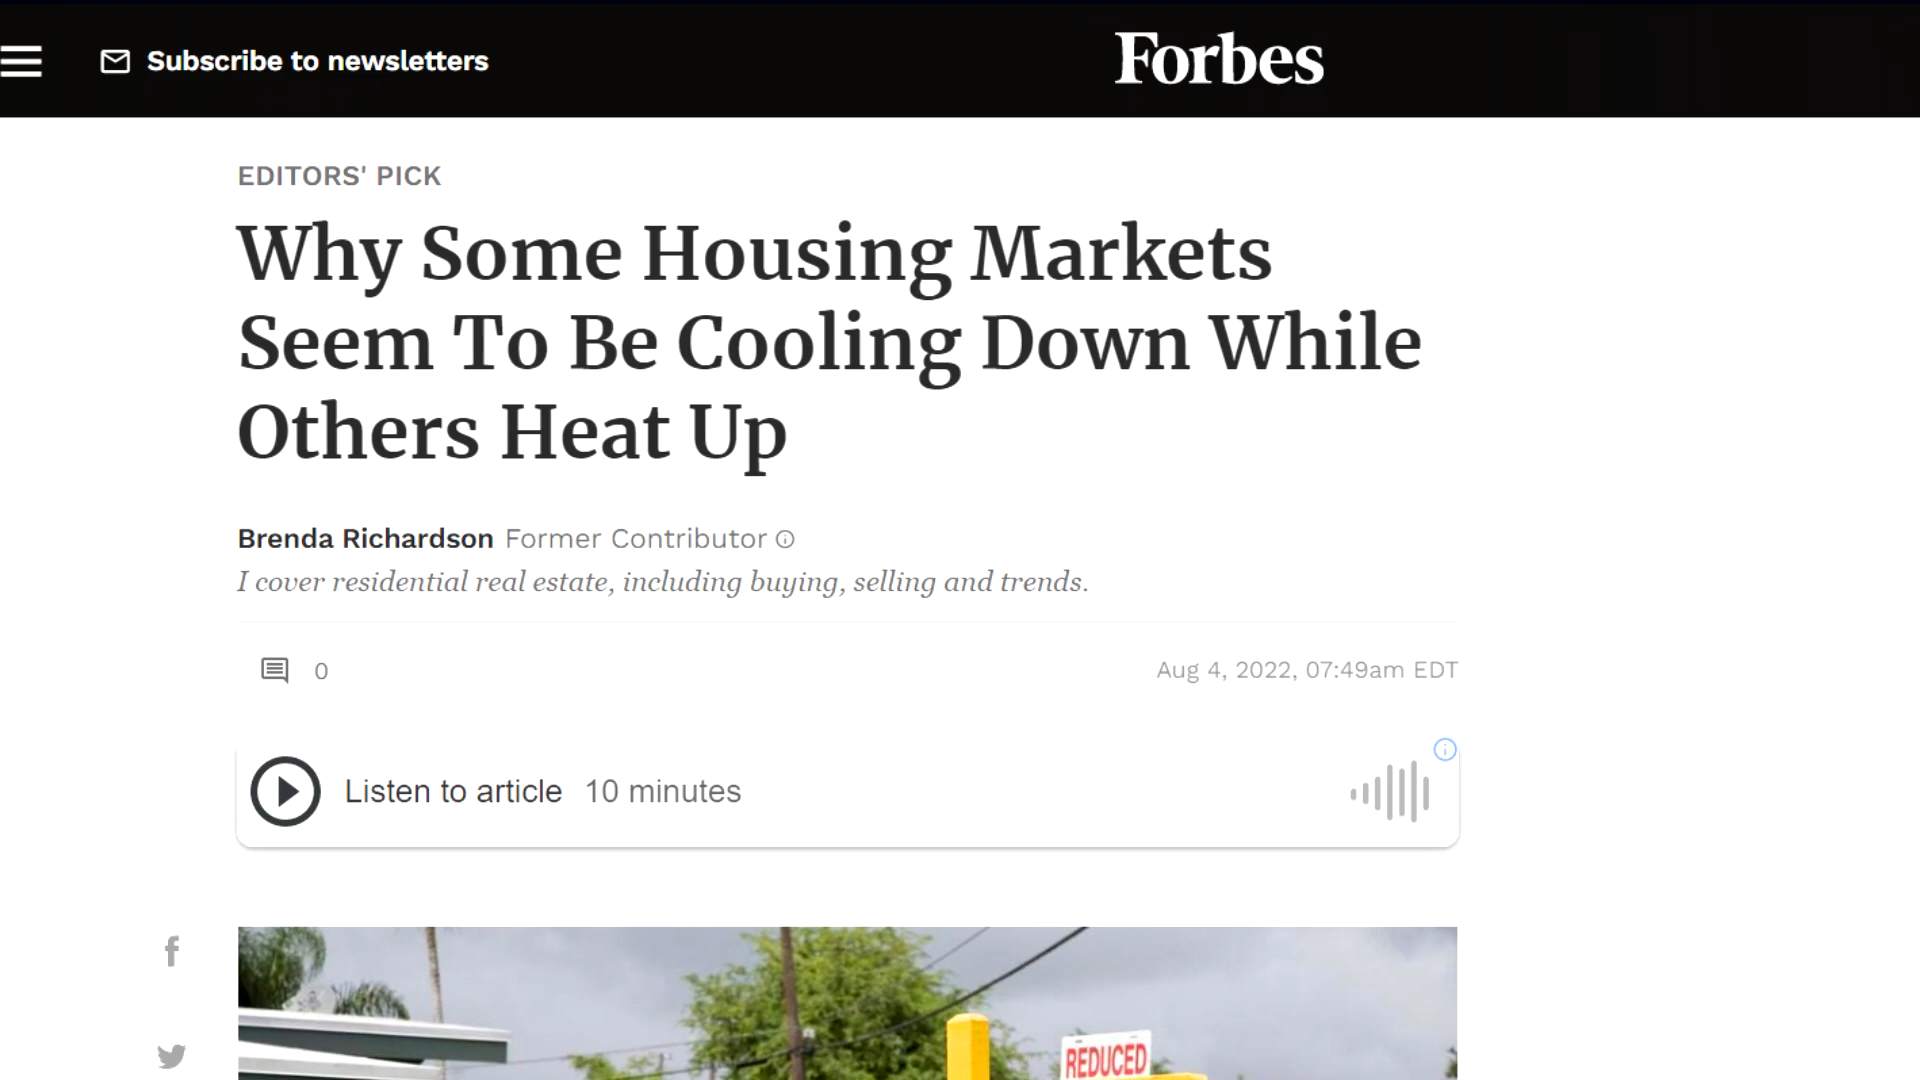 Subscribe to newsletters
Forbes
EDITORS' PICK
Why Some Housing Markets
Seem To Be Cooling Down While
Others Heat Up
Brenda Richardson Former Contributor
I cover residential real estate, including buying, selling and trends.
0
Aug 4, 2022, 07:49am EDT
Listen to article 10 minutes
REDUCED